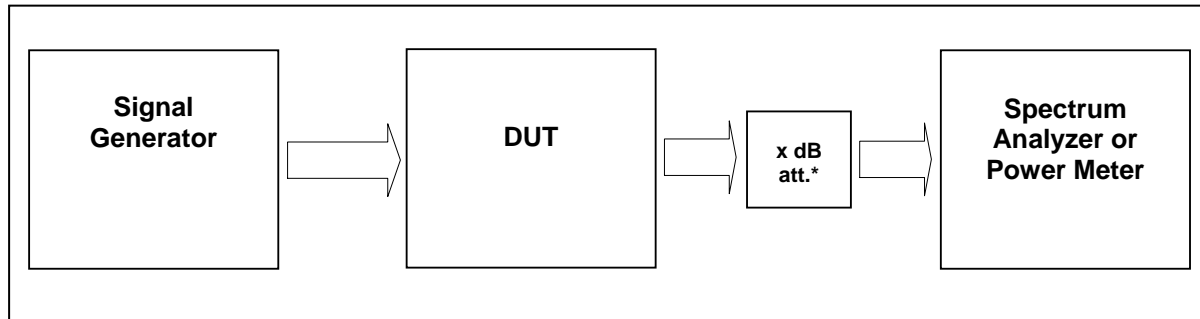 Signal
Generator
DUT
x dB
att.*
Spectrum
Analyzer or
Power Meter